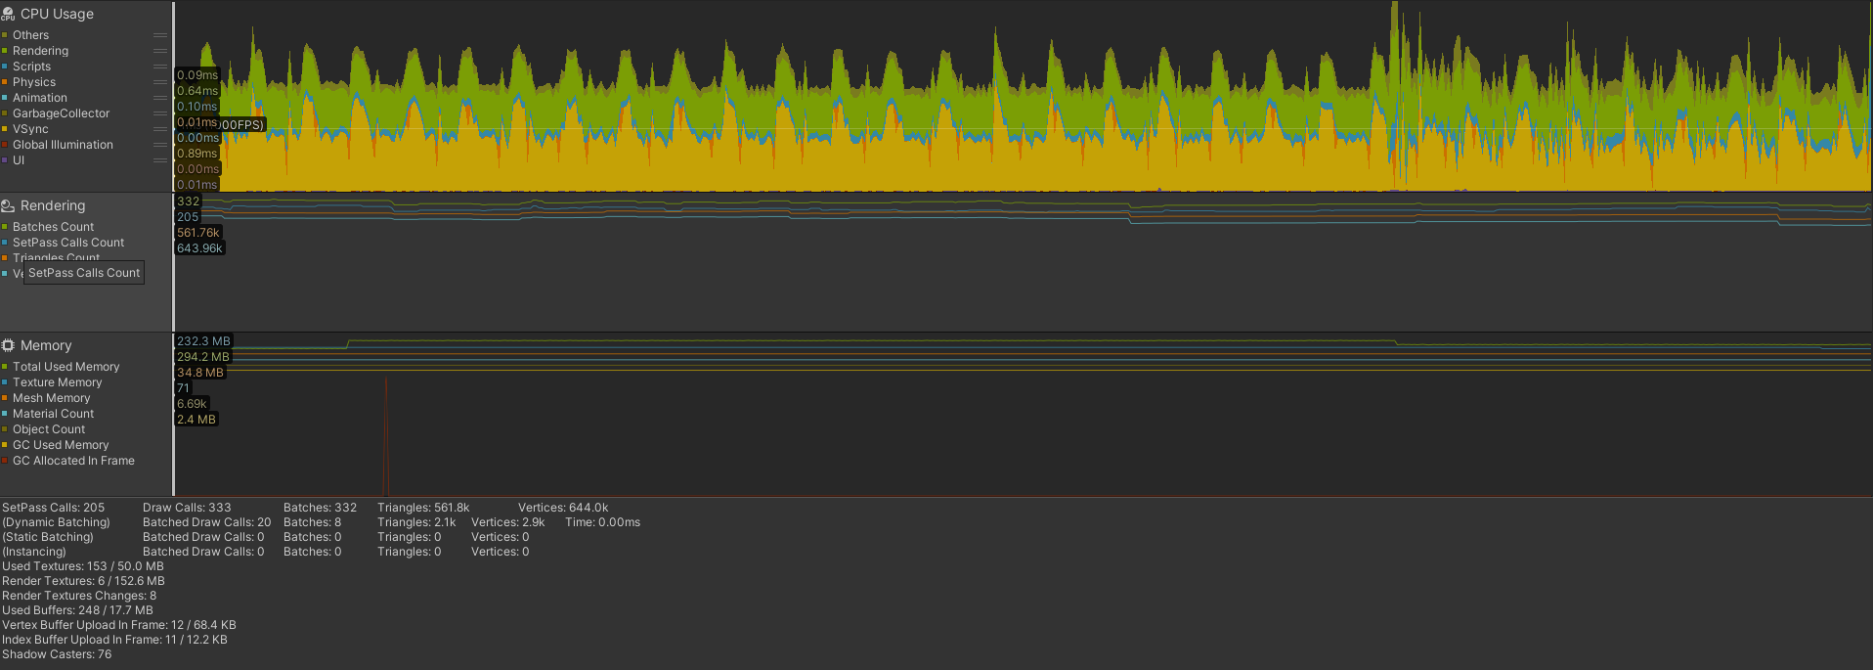 CPU Usage
Others
Rendering
Scripts
Physics
Animation
GarbageCollector
VSync
Global Illumination
UI
0.09ms
0.64ms
0.10ms
0.01ms
00FPS)
0.00ms
0.89ms
0.00ms
0.01ms
Rendering
Batches Count
SetPass Calls Count
Triangles Count
Ve
SetPass Calls Count
332
205
561.76k
643.96k
Memory
Total Used Memory
Texture Memory
Mesh Memory
Material Count
Object Count
GC Used Memory
GC Allocated In Frame
232.3 MB
294.2 MB
34.8 MB
71
6.69k
2.4 MB
SetPass Calls: 205 Draw Calls: 333 Batches: 332 Triangles: 561.8k Vertices: 644.0k
(Dynamic Batching) Batched Draw Calls: 20 Batches: 8 Triangles: 2.1k Vertices: 2.9k Time: 0.00ms
(Static Batching) Batched Draw Calls: 0 Batches: 0 Triangles: 0 Vertices: 0
(Instancing) Batched Draw Calls: 0 Batches: 0 Triangles: 0 Vertices: 0
Used Textures: 153 / 50.0 MB
Render Textures: 6 / 152.6 MB
Render Textures Changes: 8
Used Buffers: 248 / 17.7 MB
Vertex Buffer Upload In Frame: 12 / 68.4 KB
Index Buffer Upload In Frame: 11 / 12.2 KB
Shadow Casters: 76